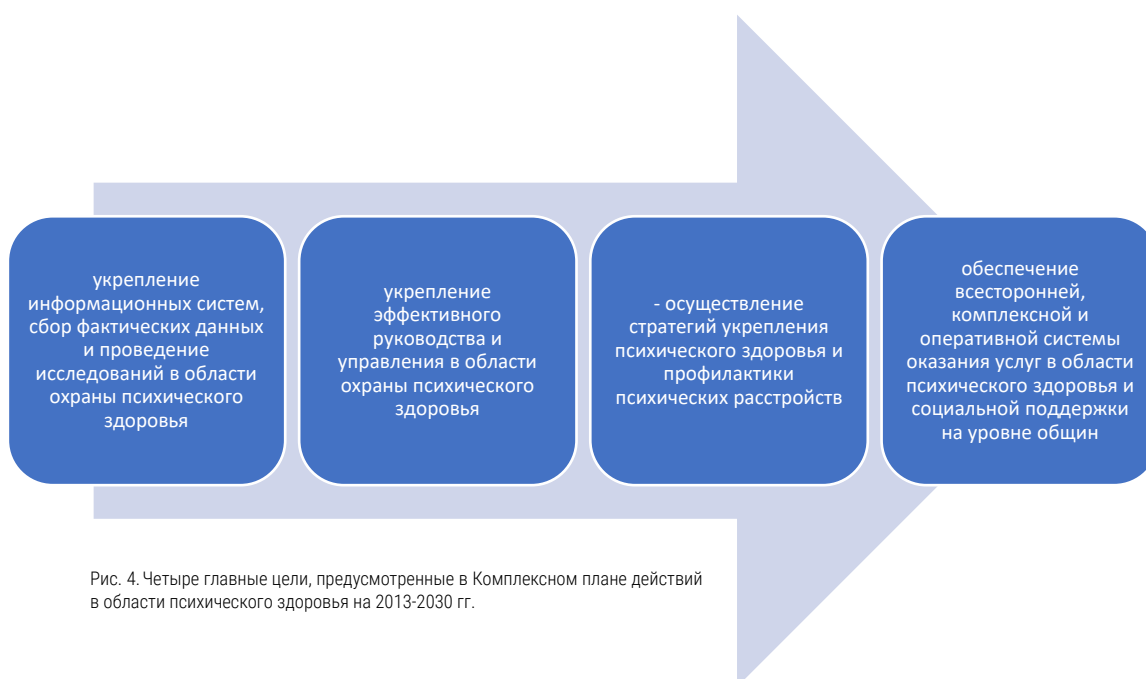 укрепление
информационных систем,
сбор фактических данных
и проведение
исследований в области
охраны психического
здоровья
укрепление
эффективного
руководства и
управления в области
охраны психического
здоровья
- осуществление
стратегий укрепления
психического здоровья и
профилактики
психических расстройств
обеспечение
всесторонней,
комплексной и
оперативной системы
оказания услуг в области
психического здоровья и
социальной поддержки
на уровне общин
Рис. 4. Четыре главные цели, предусмотренные в Комплексном плане действий
в области психического здоровья на 2013-2030 гг.